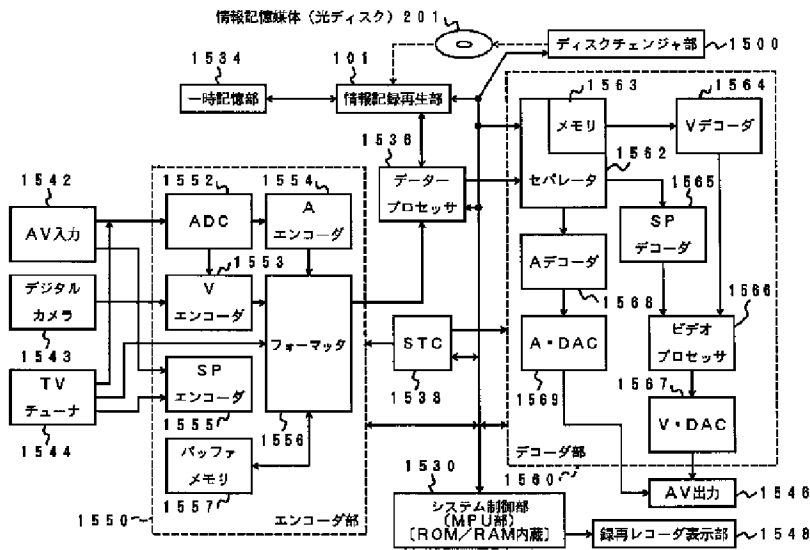 情報記憶媒体（光ディスク）201
ディスクチェンジャ部
1500
1534
101
一時記憶部
情報記録再生部
1563
1564
メモリ
Vデコーダ
1536
1562
セパレータ
データー
プロセッサ
1565
SP
デコーダ
1542
1552
1554
AV入力
ADC
A
エンコーダ
1553
V
エンコーダ
デジタル
カメラ
1543
フォーマッタ
STC
1538
Aデコーダ
1568
1566
ビデオ
プロセッサ
A・DAC
1569
1567
V・DAC
TV
チューナ
1544
SP
エンコーダ
1555
1556
バッファ
メモリ
1557
1550
エンコーダ部
デコーダ部
1560
1530
システム制御部
(MPU部)
〔ROM／RAM内蔵〕
AV出力
1546
録再レコーダ表示部
1548